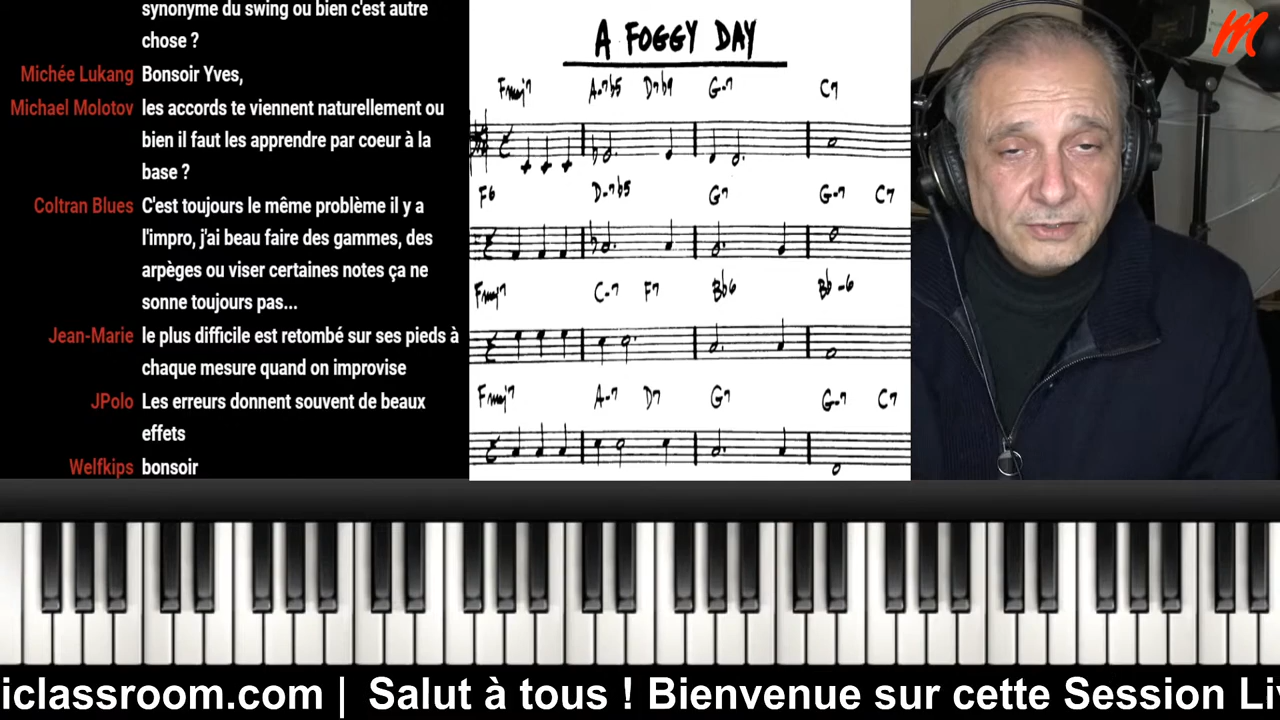 synonyme du swing ou bien c'est autre
chose ?
Michée Lukang Bonsoir Yves,
Michael Molotov les accords te viennent naturellement ou
bien il faut les apprendre par coeur à la
base ?
Coltran Blues C'est toujours le même problème il y a
l'impro, j'ai beau faire des gammes, des
arpèges ou viser certaines notes ça ne
sonne toujours pas...
Jean-Marie le plus difficile est retombé sur ses pieds à
chaque mesure quand on improvise
JPolo Les erreurs donnent souvent de beaux
effets
Welfkips bonsoir
A FOGGY DAY
Fmaj7 A-7b5 D7b9 G-7 C7
F6 D-7b5 G7 G-7 C7
Fmaj7 C-7 F7 Bb6 Bb-6
Fmaj7 A-7 D7 G7 G-7 C7
M
iclassroom.com | Salut à tous ! Bienvenue sur cette Session Liv